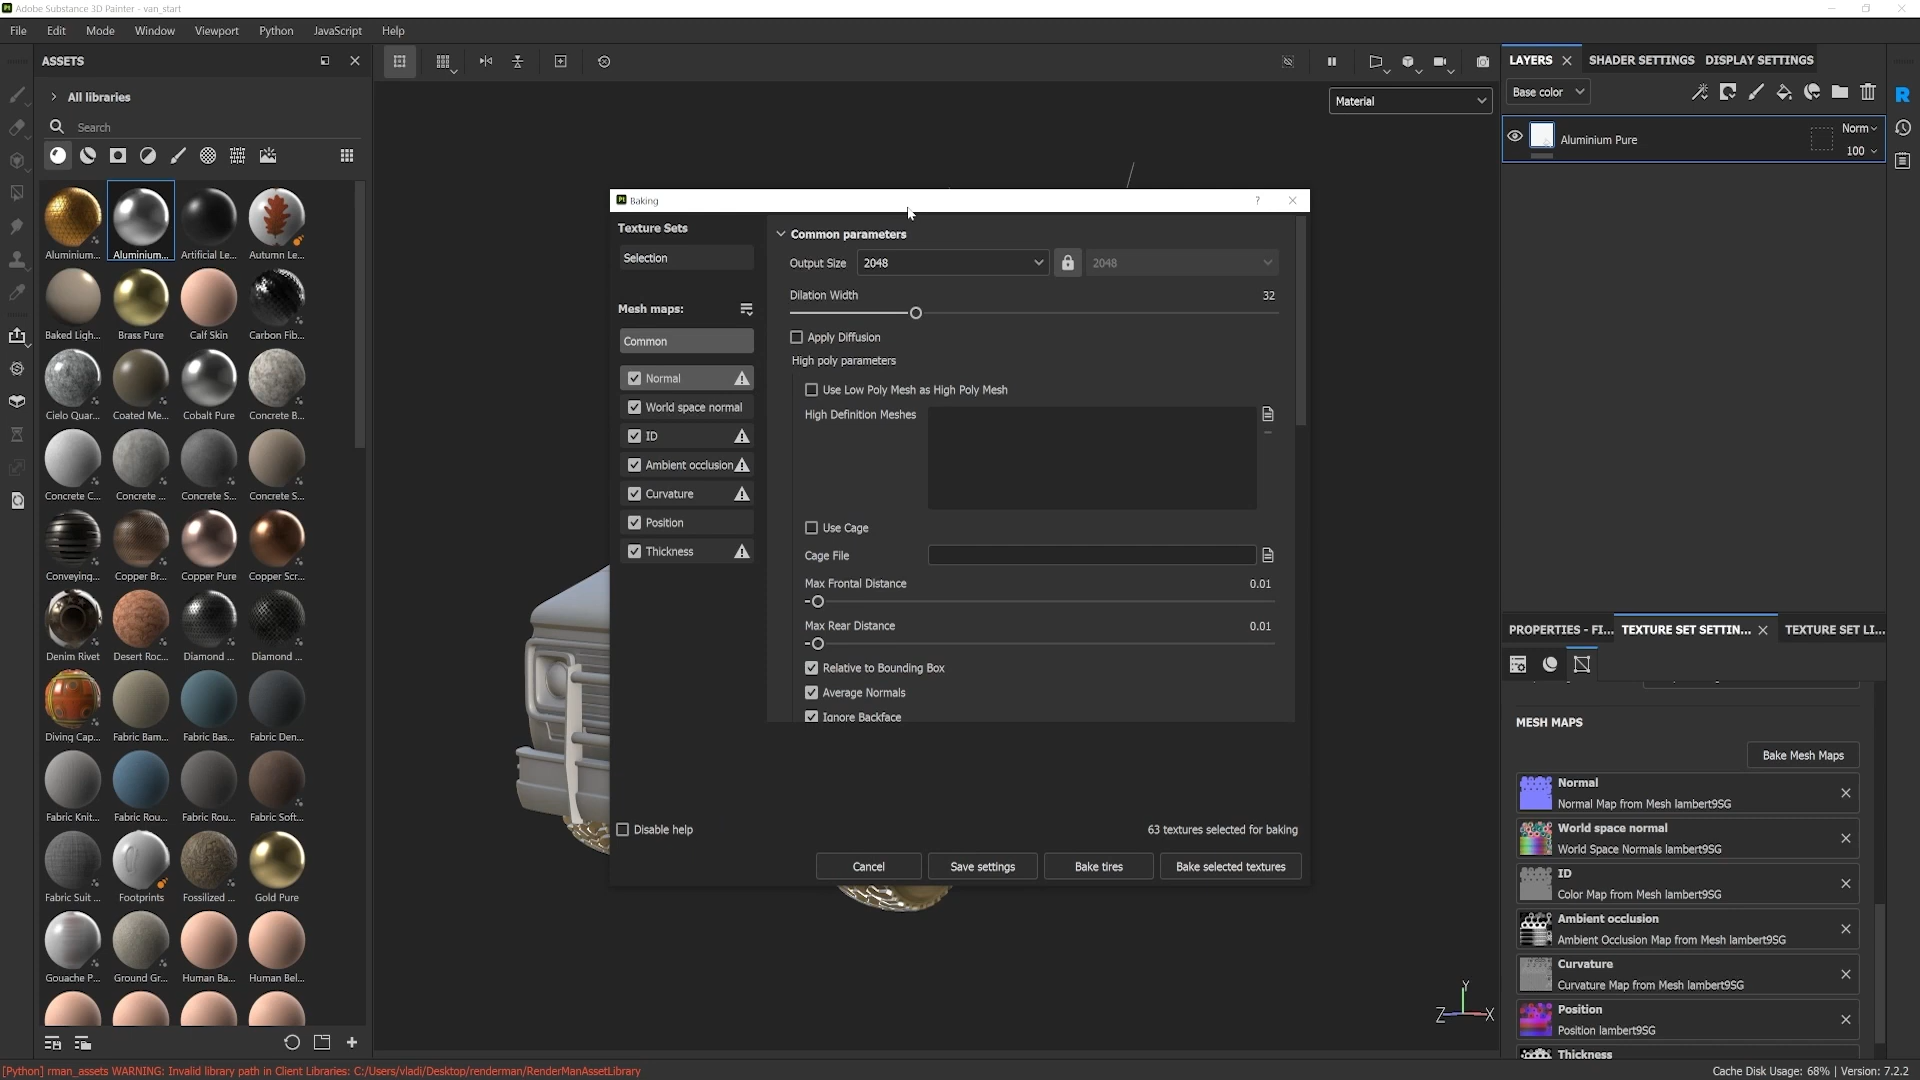 Adobe Substance 3D Painter - van_start
File Edit Mode Window Viewport Python JavaScript Help
ASSETS
All libraries
Search
Aluminium... Aluminium... Artificial Le... Autumn Le...
Baked Ligh... Brass Pure Calf Skin Carbon Fib...
Cielo Quar... Coated Me... Cobalt Pure Concrete B...
Concrete C... Concrete ... Concrete S... Concrete S...
Conveying... Copper Br... Copper Pure Copper Scr...
Denim Rivet Desert Roc... Diamond ... Diamond ...
Diving Cap... Fabric Bam... Fabric Bas... Fabric Den...
Fabric Knit... Fabric Rou... Fabric Rou... Fabric Soft...
Fabric Suit ... Footprints Fossilized ... Gold Pure
Gouache P... Ground Gr... Human Ba... Human Bel...
Material
Baking
?
Texture Sets
Selection
Mesh maps:
Common
Normal
World space normal
ID
Ambient occlusion
Curvature
Position
Thickness
Common parameters
Output Size 2048 2048
Dilation Width 32
Apply Diffusion
High poly parameters
Use Low Poly Mesh as High Poly Mesh
High Definition Meshes
Use Cage
Cage File
Max Frontal Distance 0.01
Max Rear Distance 0.01
Relative to Bounding Box
Average Normals
Ignore Backface
Disable help
63 textures selected for baking
Cancel Save settings Bake tires Bake selected textures
Y
Z X
LAYERS SHADER SETTINGS DISPLAY SETTINGS
Base color
Aluminium Pure
Norm
100
PROPERTIES - FI... TEXTURE SET SETTIN... TEXTURE SET LI...
MESH MAPS
Bake Mesh Maps
Normal
Normal Map from Mesh lambert9SG
World space normal
World Space Normals lambert9SG
ID
Color Map from Mesh lambert9SG
Ambient occlusion
Ambient Occlusion Map from Mesh lambert9SG
Curvature
Curvature Map from Mesh lambert9SG
Position
Position lambert9SG
Thickness
[Python] rman_assets WARNING: Invalid library path in Client Libraries: C:/Users/vladi/Desktop/renderman/RenderManAssetLibrary
Cache Disk Usage: 68% | Version: 7.2.2